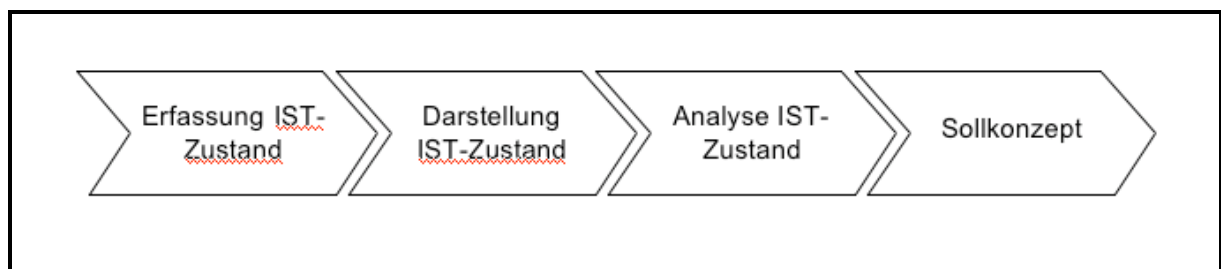 Erfassung IST-
Zustand
Darstellung
IST-Zustand
Analyse IST-
Zustand
Sollkonzept